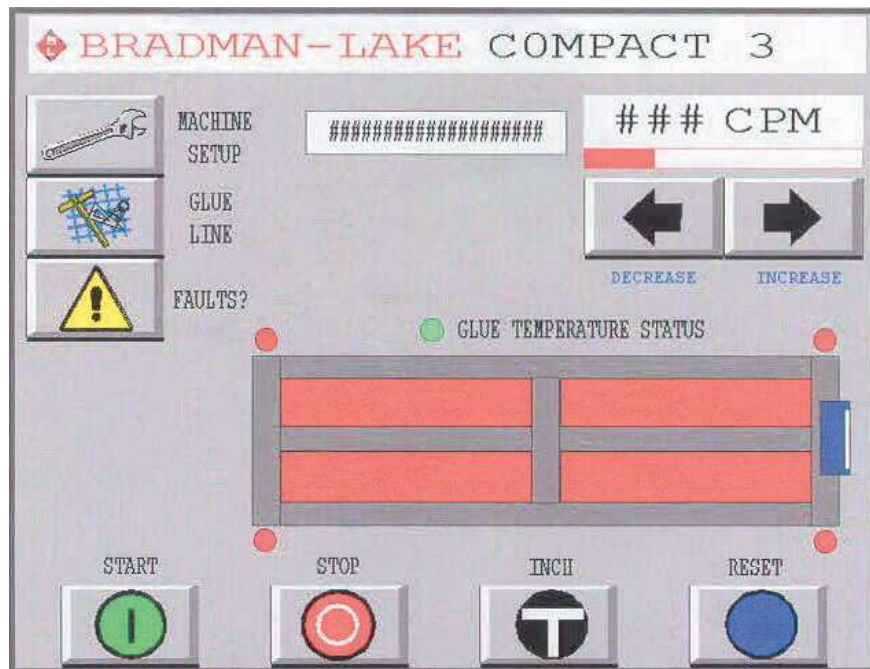 BRADMAN-LAKE COMPACT 3
MACHINE
SETUP
###################
### CPM
GLUE
LINE
DECREASE
INCREASE
FAULTS?
GLUE TEMPERATURE STATUS
START
STOP
INCH
RESET